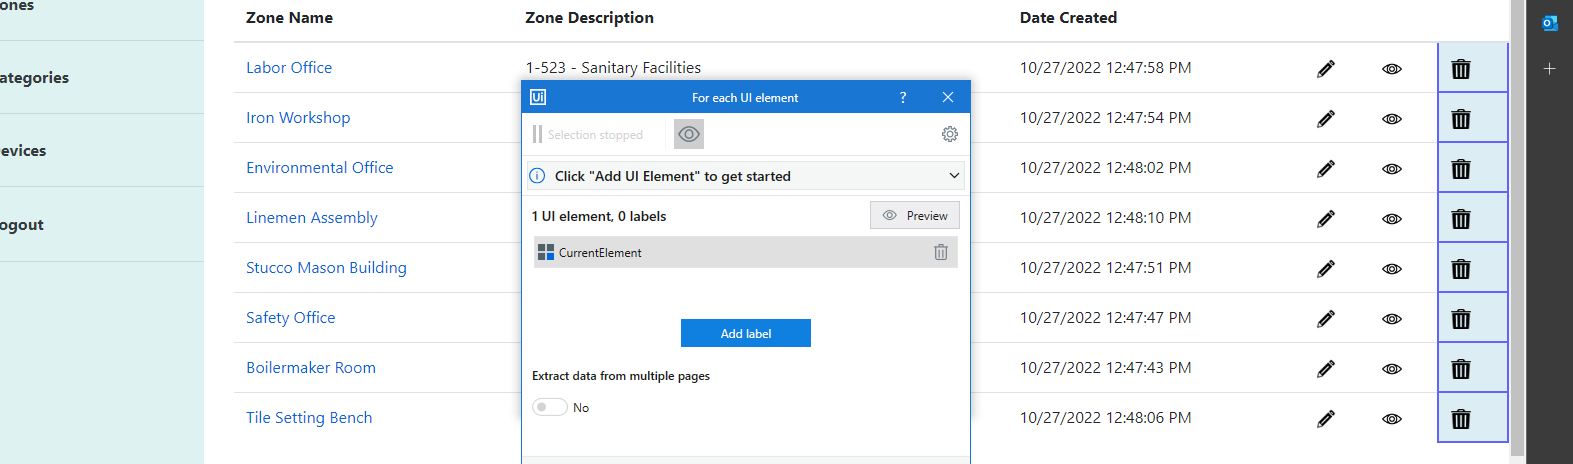 ones
Zone Name Zone Description Date Created
Labor Office 1-523 - Sanitary Facilities 10/27/2022 12:47:58 PM
ategories
Ui For each UI element ?
Iron Workshop 10/27/2022 12:47:54 PM
Selection stopped
evices
Environmental Office 10/27/2022 12:48:02 PM
Click "Add UI Element" to get started
Linemen Assembly 10/27/2022 12:48:10 PM
1 UI element, 0 labels Preview
ogout
CurrentElement
Stucco Mason Building 10/27/2022 12:47:51 PM
Safety Office 10/27/2022 12:47:47 PM
Add label
Boilermaker Room 10/27/2022 12:47:43 PM
Extract data from multiple pages
No
Tile Setting Bench 10/27/2022 12:48:06 PM